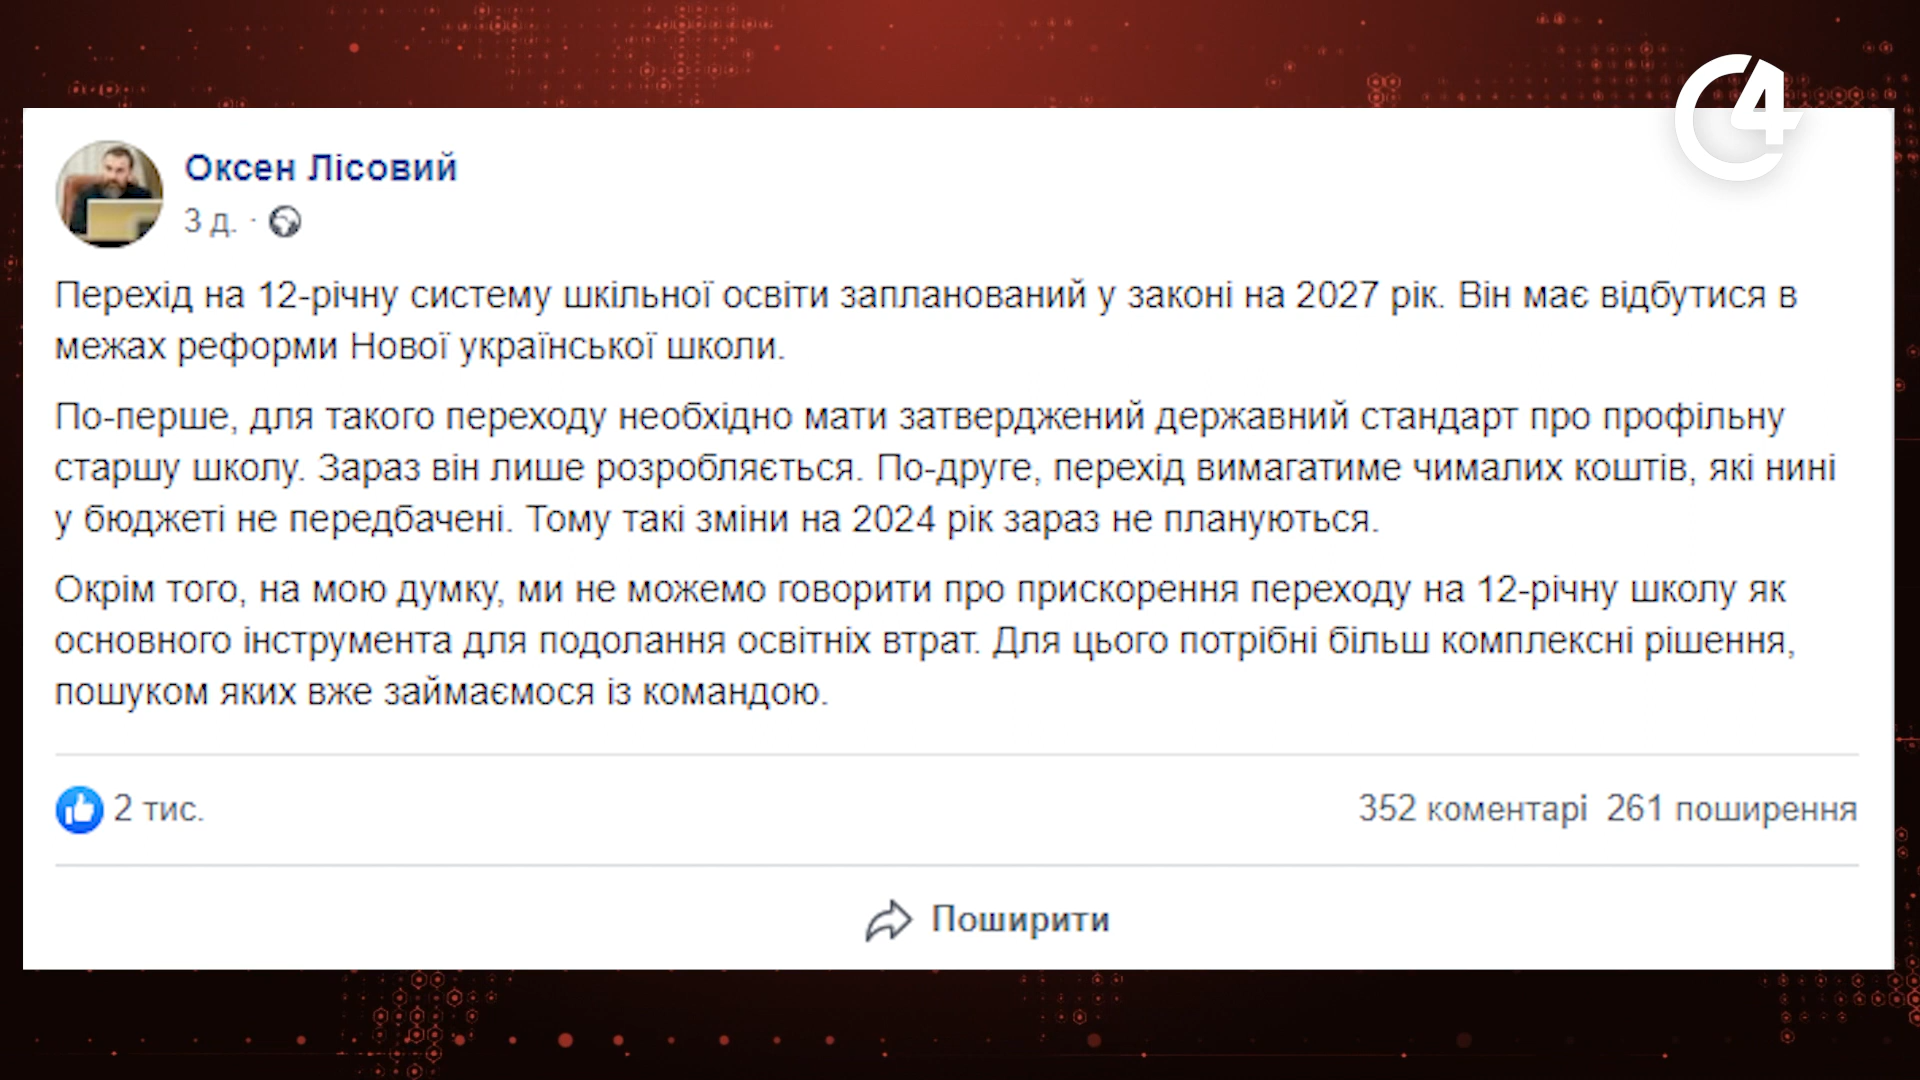 C4
Оксен Лісовий
3 д. ·
Перехід на 12-річну систему шкільної освіти запланований у законі на 2027 рік. Він має відбутися в
межах реформи Нової української школи.
По-перше, для такого переходу необхідно мати затверджений державний стандарт про профільну
старшу школу. Зараз він лише розробляється. По-друге, перехід вимагатиме чималих коштів, які нині
у бюджеті не передбачені. Тому такі зміни на 2024 рік зараз не плануються.
Окрім того, на мою думку, ми не можемо говорити про прискорення переходу на 12-річну школу як
основного інструмента для подолання освітніх втрат. Для цього потрібні більш комплексні рішення,
пошуком яких вже займаємося із командою.
2 тис.
352 коментарі 261 поширення
Поширити